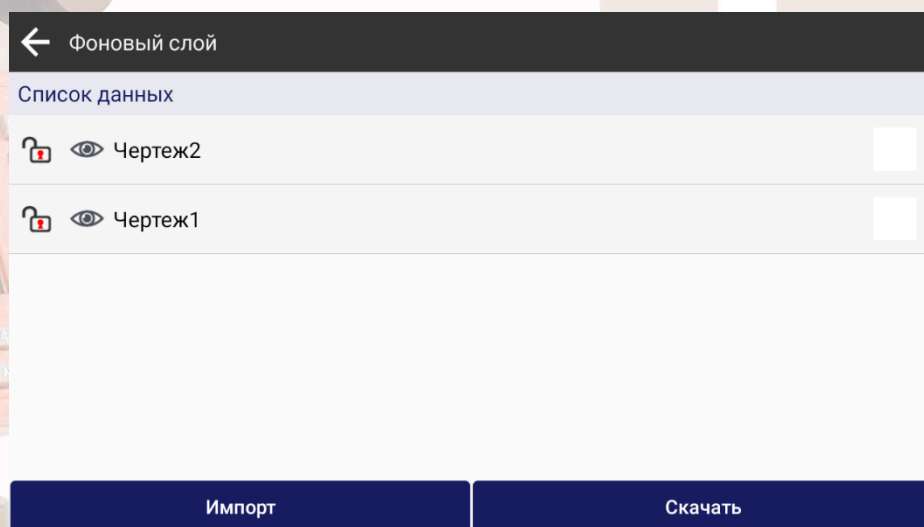 Фоновый слой
Список данных
Чертеж2
Чертеж1
Импорт
Скачать